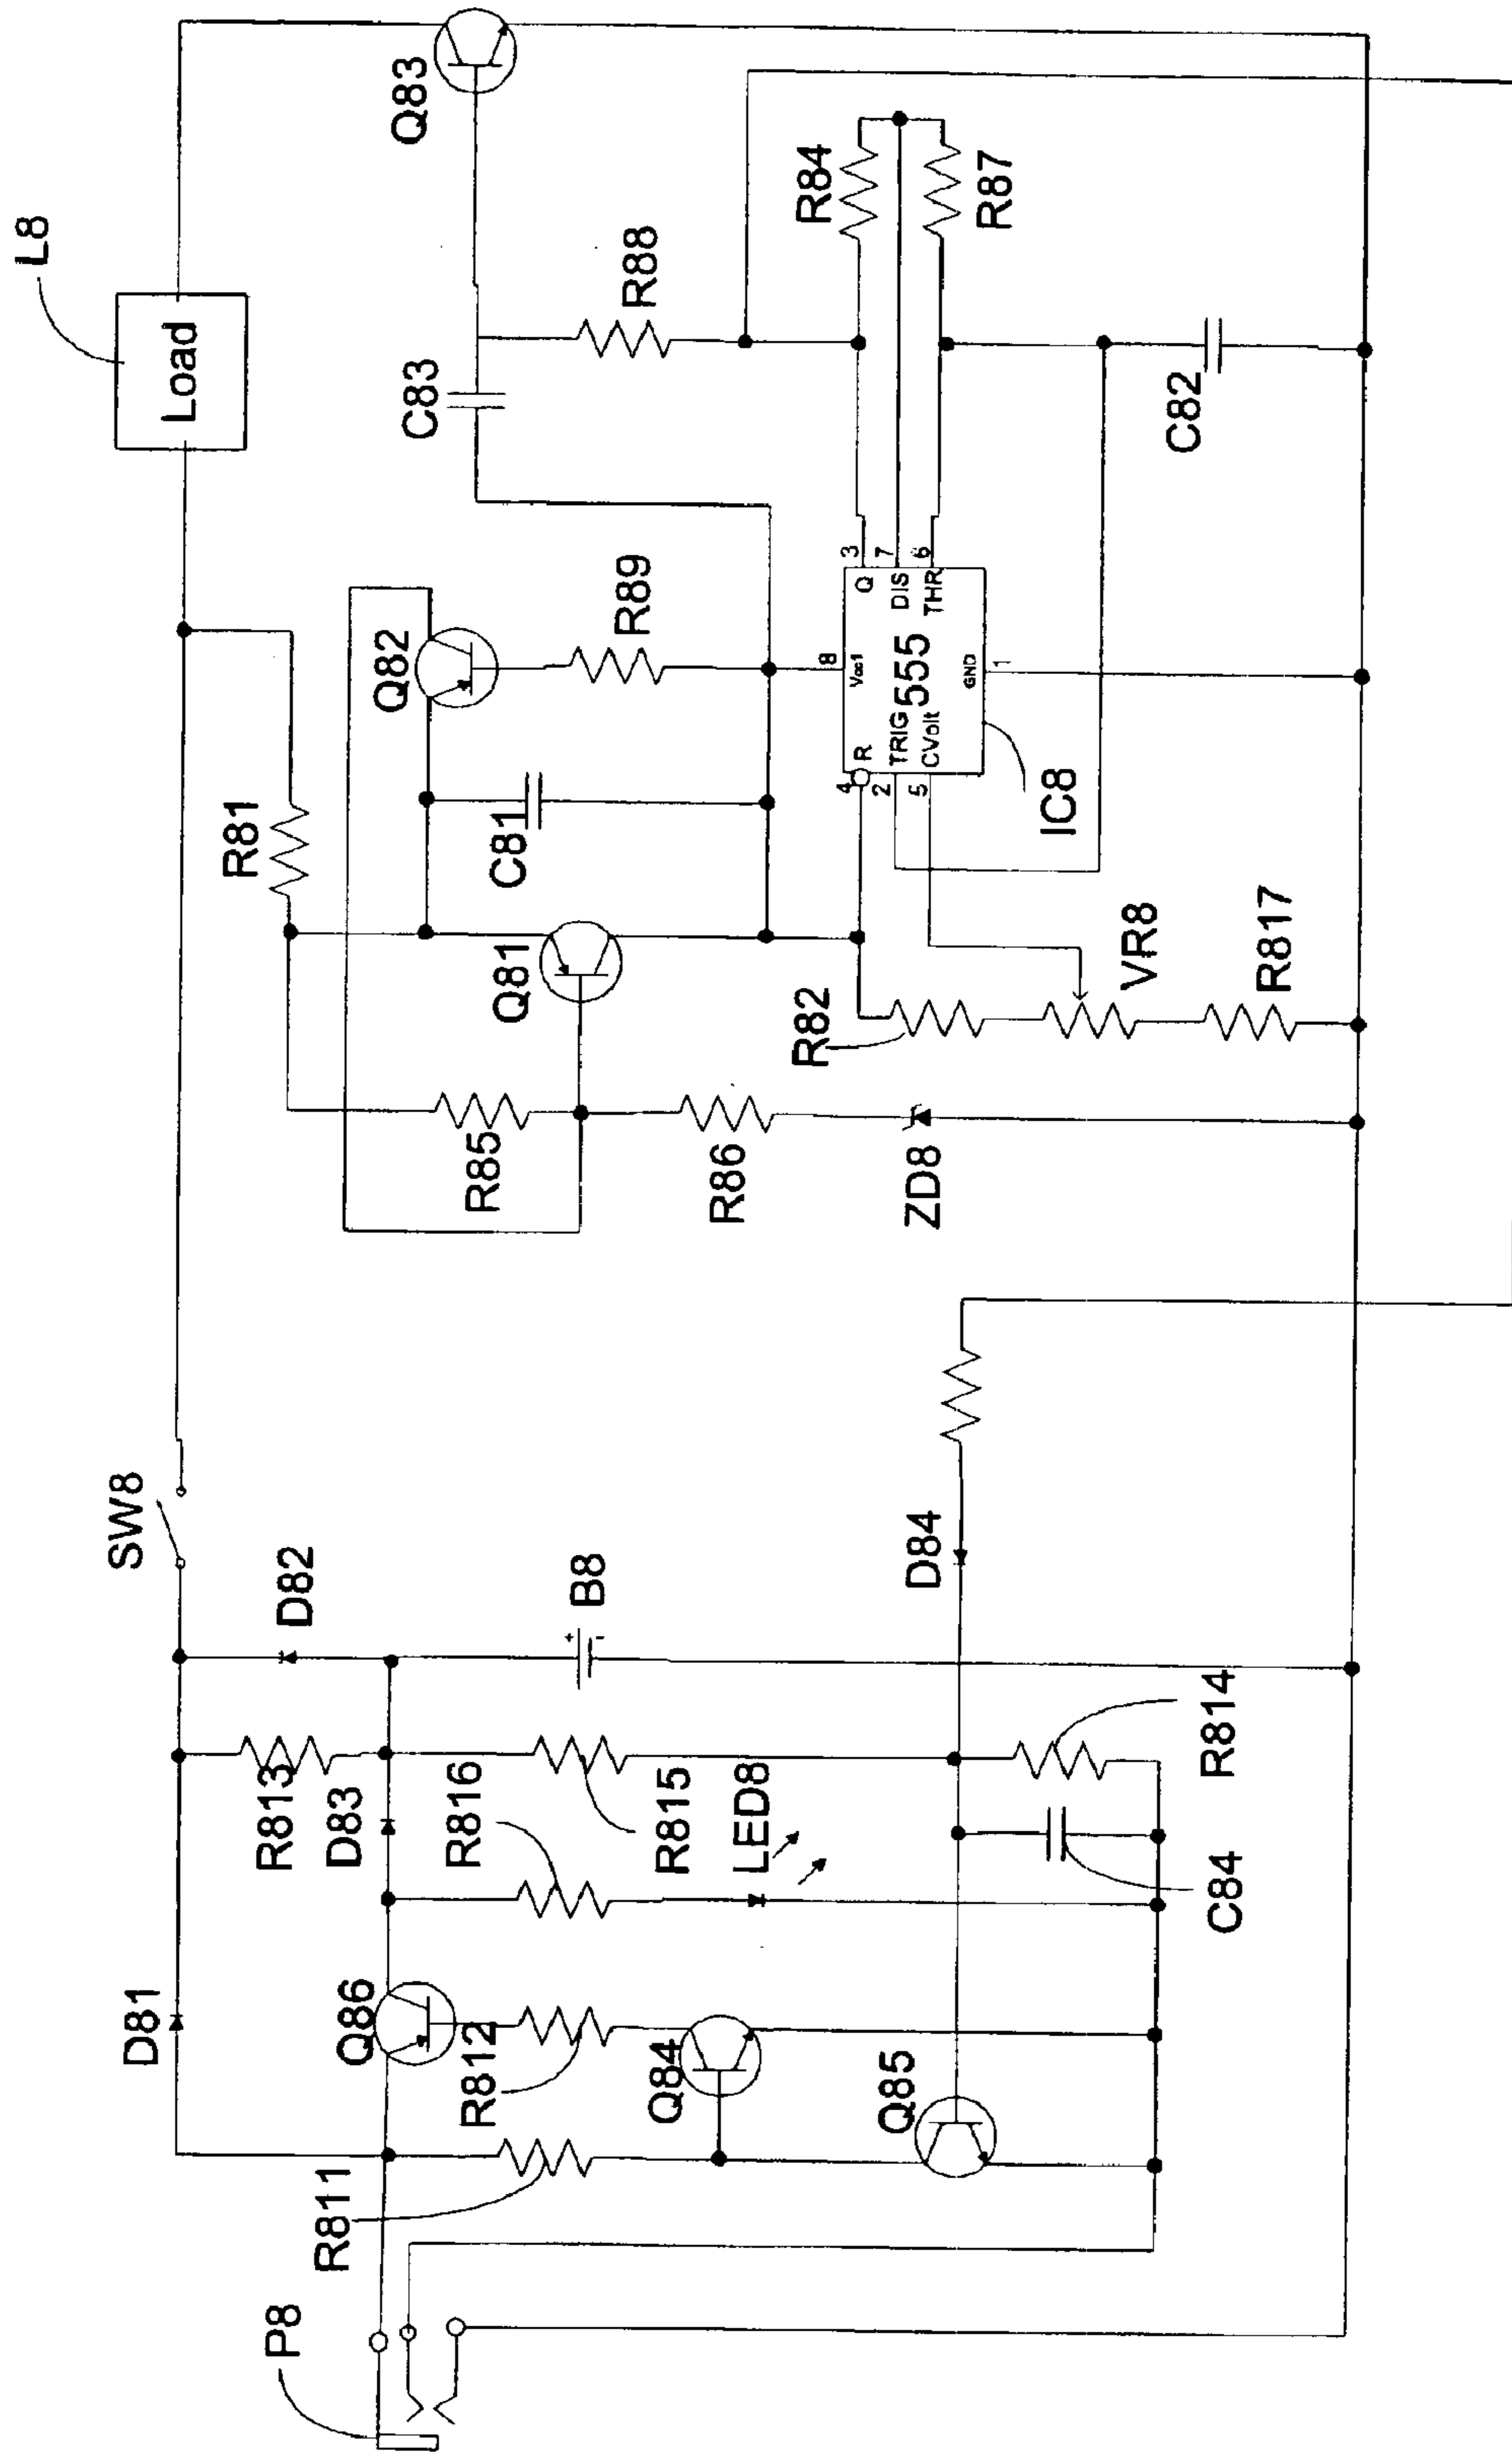 L8
Load
Q83
C83
R88
R84
R87
C82
R81
Q82
R89
C81
Q81
R85
R86
ZD8
R82
VR8
R817
IC8
555
8
Vcc1
4
R
2
TRIG
5
CVolt
3
Q
7
DIS
6
THR
GND
1
SW8
D82
B8
+
-
D84
R813
D83
R816
R815
LED8
R814
C84
D81
Q86
R812
Q84
Q85
R811
P8